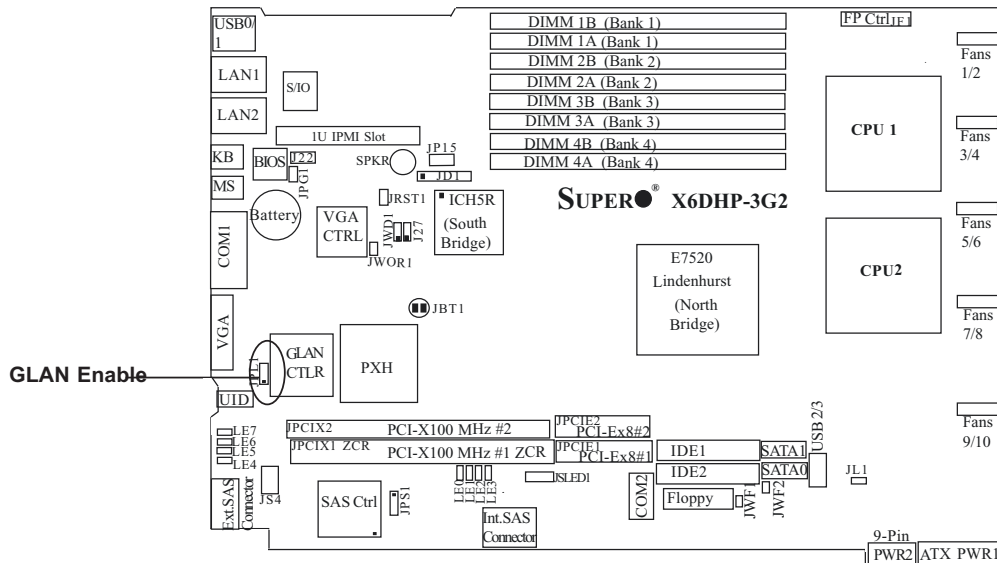 USB0/
1
LAN1
LAN2
KB
MS
COM1
VGA
UID
LE7
LE6
LE5
LE4
Ext.SAS
Connector
GLAN Enable
JPL1
GLAN
CTLR
PXH
S/IO
1U IPMI Slot
BIOS
J22
JPG1
SPKR
JP15
JD1
Battery
VGA
CTRL
JRST1
JWD1
J27
JWOR1
ICH5R
(South
Bridge)
JBT1
DIMM 1B (Bank 1)
DIMM 1A (Bank 1)
DIMM 2B (Bank 2)
DIMM 2A (Bank 2)
DIMM 3B (Bank 3)
DIMM 3A (Bank 3)
DIMM 4B (Bank 4)
DIMM 4A (Bank 4)
SUPER® X6DHP-3G2
E7520
Lindenhurst
(North
Bridge)
FP Ctrl JF1
CPU 1
CPU2
Fans
1/2
Fans
3/4
Fans
5/6
Fans
7/8
Fans
9/10
JPCIX2
PCI-X100 MHz #2
JPCIX1 ZCR
PCI-X100 MHz #1 ZCR
JPCIE2
PCI-Ex8#2
JPCIE1
PCI-Ex8#1
IDE1
IDE2
SATA1
SATA0
USB 2/3
JL1
JS4
SAS Ctrl
JPS1
LE0
LE1
LE2
LE3
JSLED1
Int.SAS
Connector
COM2
Floppy
JWF1
JWF2
9-Pin
PWR2
ATX PWR1